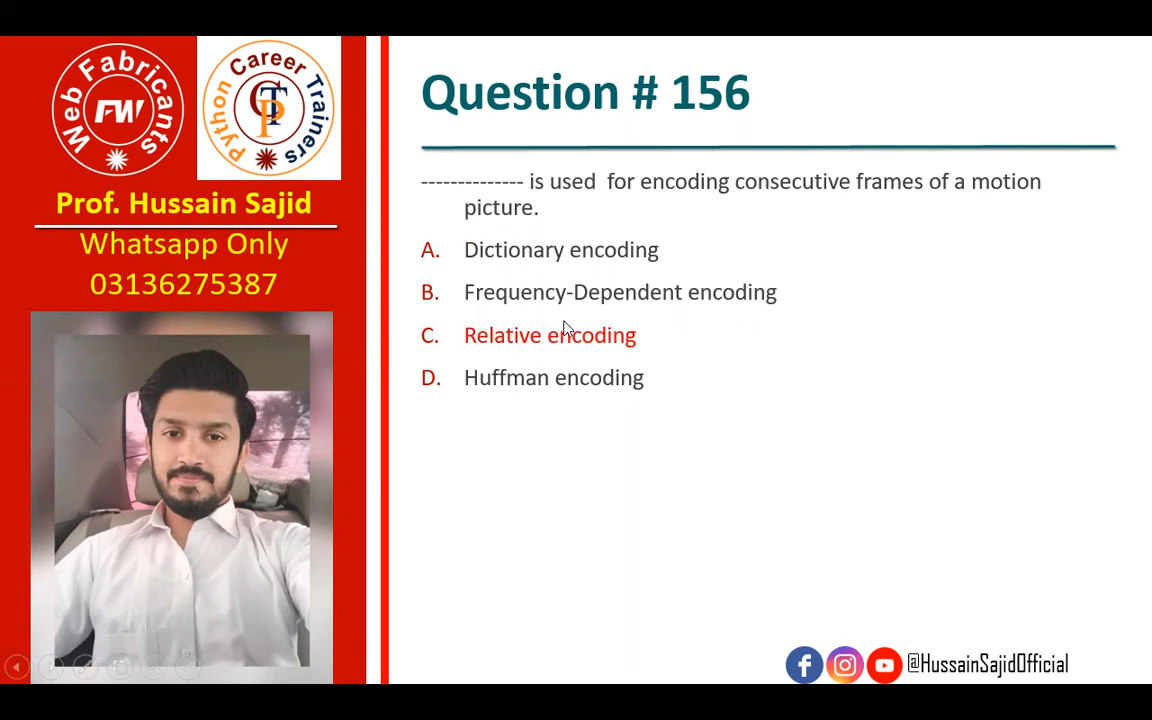 Web Fabricants
FW
Python Career Trainers
CTP
Prof. Hussain Sajid
Whatsapp Only
03136275387
Question # 156
-------------- is used  for encoding consecutive frames of a motion
picture.
A. Dictionary encoding
B. Frequency-Dependent encoding
C. Relative encoding
D. Huffman encoding
@HussainSajidOfficial